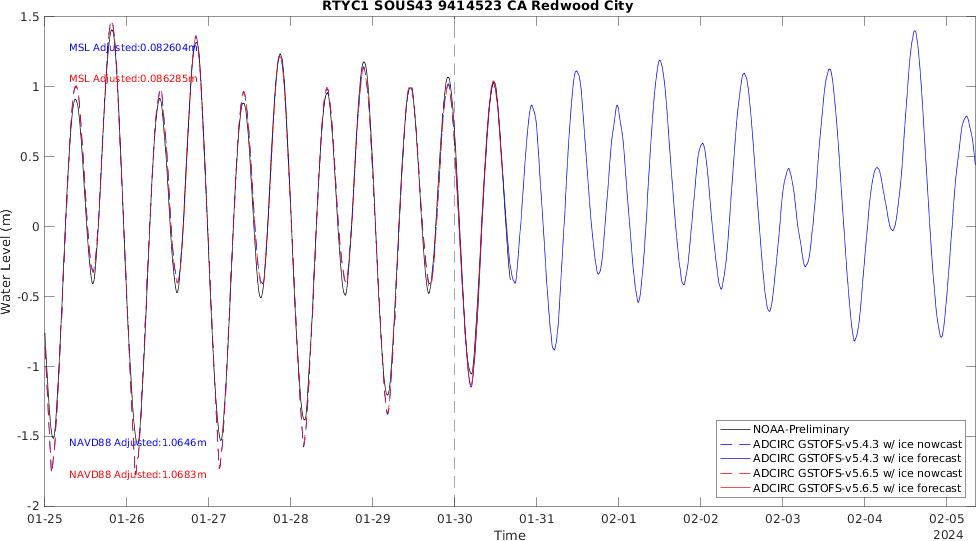 RTYC1 SOUS43 9414523 CA Redwood City
1.5
MSL Adjusted:0.082604m
1
MSL Adjusted:0.086285m
0.5
0
-0.5
-1
-1.5
-2
Water Level (m)
NAVD88 Adjusted:1.0646m
NAVD88 Adjusted:1.0683m
NOAA-Preliminary
ADCIRC GSTOFS-v5.4.3 w/ ice nowcast
ADCIRC GSTOFS-v5.4.3 w/ ice forecast
ADCIRC GSTOFS-v5.6.5 w/ ice nowcast
ADCIRC GSTOFS-v5.6.5 w/ ice forecast
01-25 01-26 01-27 01-28 01-29 01-30 01-31 02-01 02-02 02-03 02-04 02-05
Time
2024